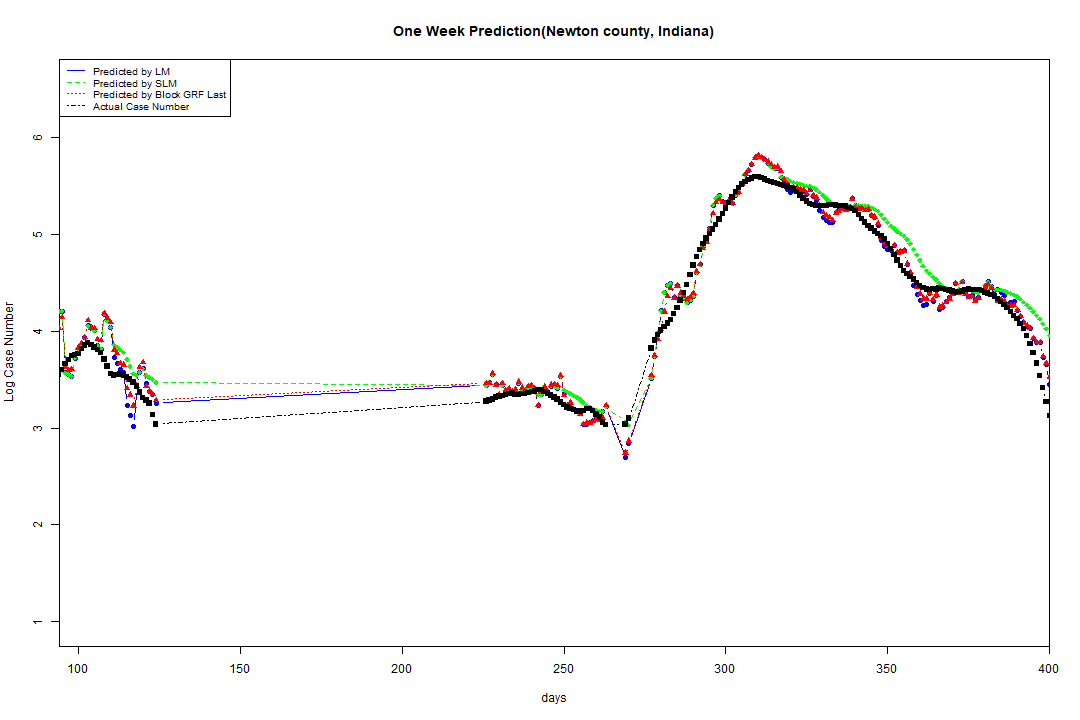 One Week Prediction(Newton county, Indiana)
Predicted by LM
Predicted by SLM
Predicted by Block GRF Last
Actual Case Number
Log Case Number
6
5
4
3
2
1
100 150 200 250 300 350 400
days